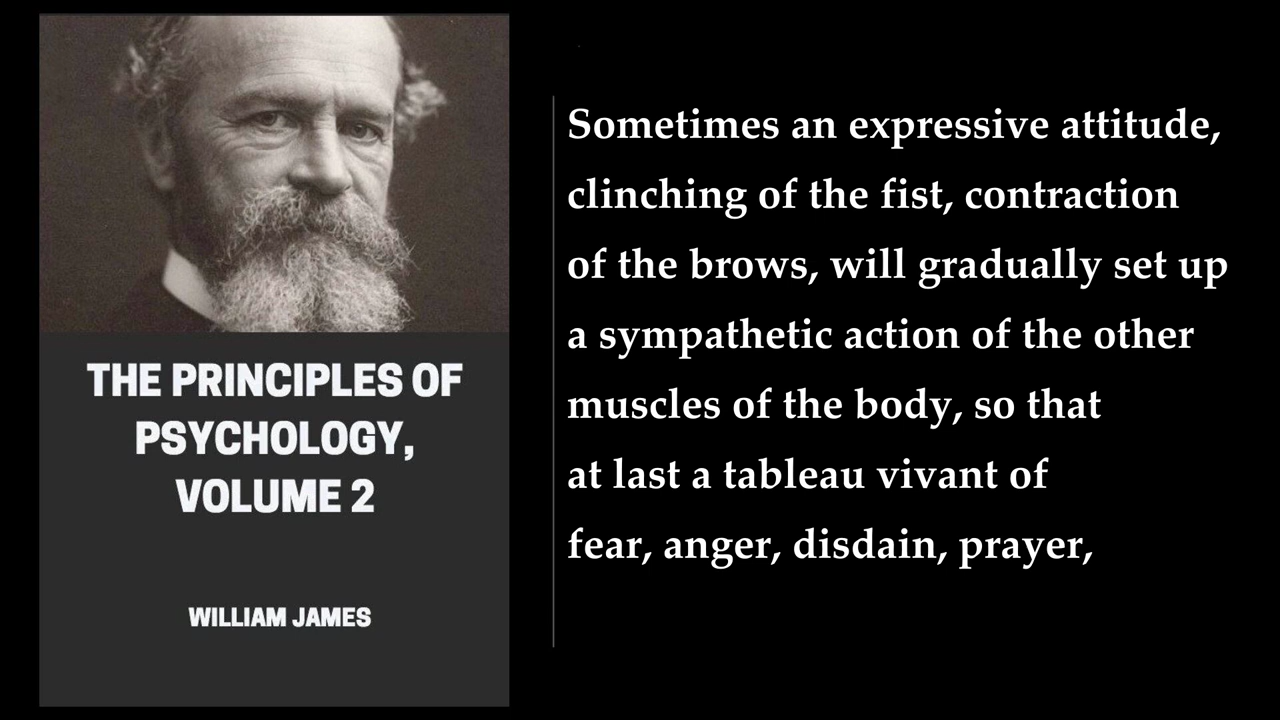 THE PRINCIPLES OF
PSYCHOLOGY,
VOLUME 2
WILLIAM JAMES
Sometimes an expressive attitude,
clinching of the fist, contraction
of the brows, will gradually set up
a sympathetic action of the other
muscles of the body, so that
at last a tableau vivant of
fear, anger, disdain, prayer,